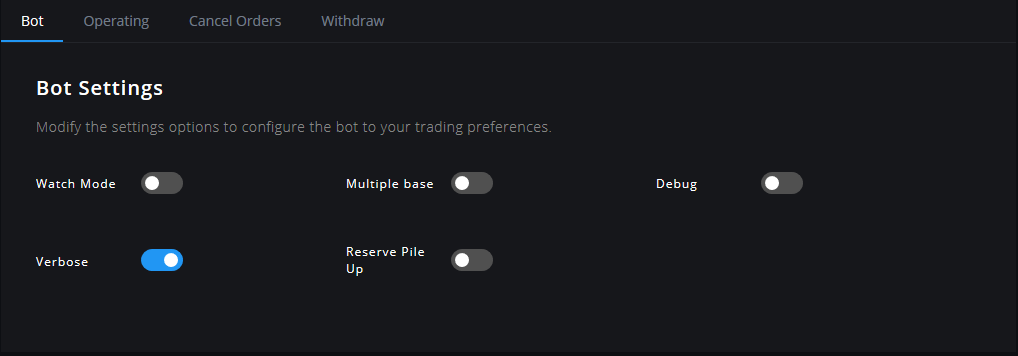 Bot Operating Cancel Orders Withdraw
Bot Settings
Modify the settings options to configure the bot to your trading preferences.
Watch Mode Multiple base Debug
Verbose Reserve Pile
Up